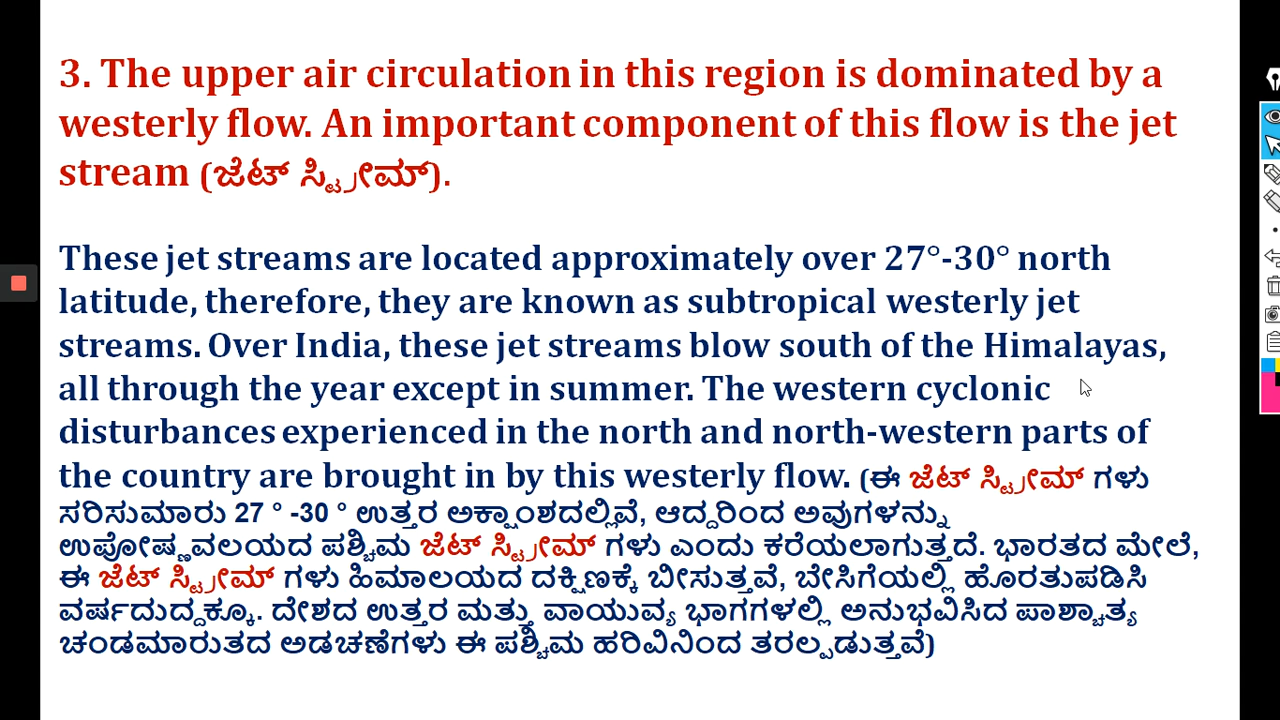 3. The upper air circulation in this region is dominated by a
westerly flow. An important component of this flow is the jet
stream (ಜೆಟ್ ಸ್ಟ್ರೀಮ್).
These jet streams are located approximately over 27°-30° north
latitude, therefore, they are known as subtropical westerly jet
streams. Over India, these jet streams blow south of the Himalayas,
all through the year except in summer. The western cyclonic
disturbances experienced in the north and north-western parts of
the country are brought in by this westerly flow. (ಈ ಜೆಟ್ ಸ್ಟ್ರೀಮ್ ಗಳು
ಸರಿಸುಮಾರು 27 ° -30 ° ಉತ್ತರ ಅಕ್ಷಾಂಶದಲ್ಲಿವೆ, ಆದ್ದರಿಂದ ಅವುಗಳನ್ನು
ಉಪೋಷ್ಣವಲಯದ ಪಶ್ಚಿಮ ಜೆಟ್ ಸ್ಟ್ರೀಮ್ ಗಳು ಎಂದು ಕರೆಯಲಾಗುತ್ತದೆ. ಭಾರತದ ಮೇಲೆ,
ಈ ಜೆಟ್ ಸ್ಟ್ರೀಮ್ ಗಳು ಹಿಮಾಲಯದ ದಕ್ಷಿಣಕ್ಕೆ ಬೀಸುತ್ತವೆ, ಬೇಸಿಗೆಯಲ್ಲಿ ಹೊರತುಪಡಿಸಿ
ವರ್ಷದುದ್ದಕ್ಕೂ. ದೇಶದ ಉತ್ತರ ಮತ್ತು ವಾಯುವ್ಯ ಭಾಗಗಳಲ್ಲಿ ಅನುಭವಿಸಿದ ಪಾಶ್ಚಾತ್ಯ
ಚಂಡಮಾರುತದ ಅಡಚಣೆಗಳು ಈ ಪಶ್ಚಿಮ ಹರಿವಿನಿಂದ ತರಲ್ಪಡುತ್ತವೆ)